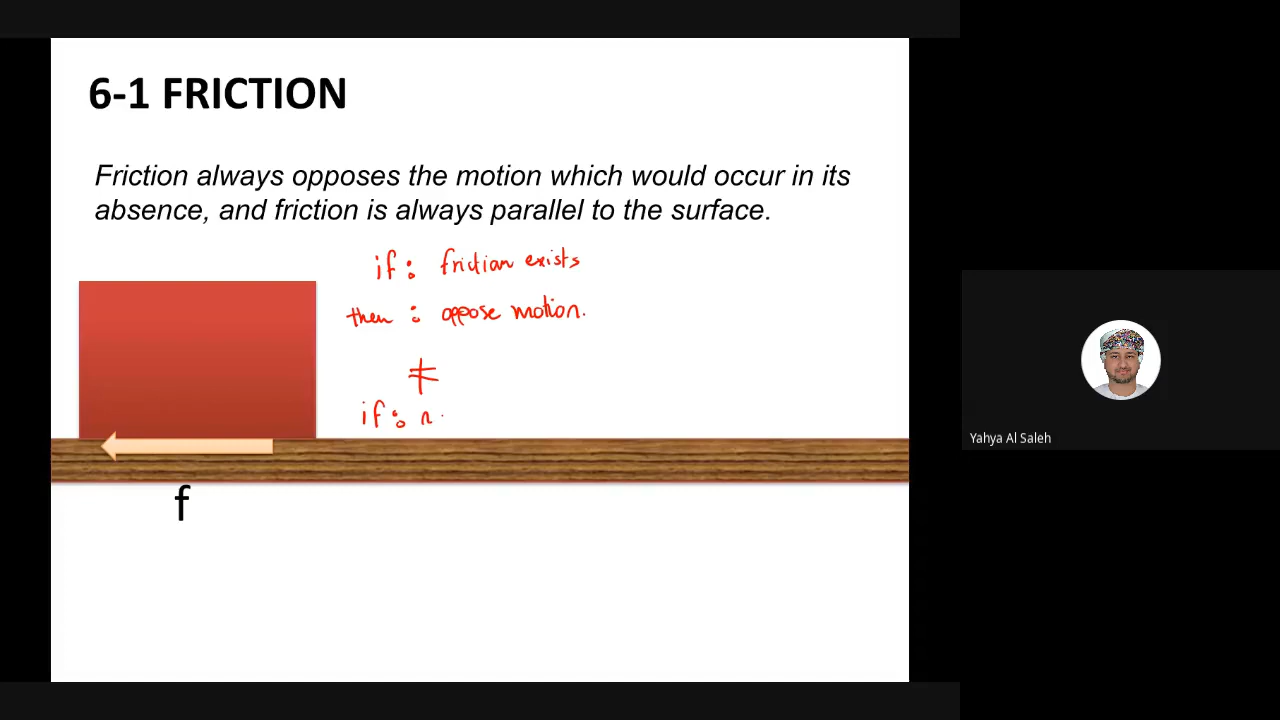 6-1 FRICTION
Friction always opposes the motion which would occur in its
absence, and friction is always parallel to the surface.
if: friction exists
then: oppose motion.
≠
if: n
f
Yahya Al Saleh